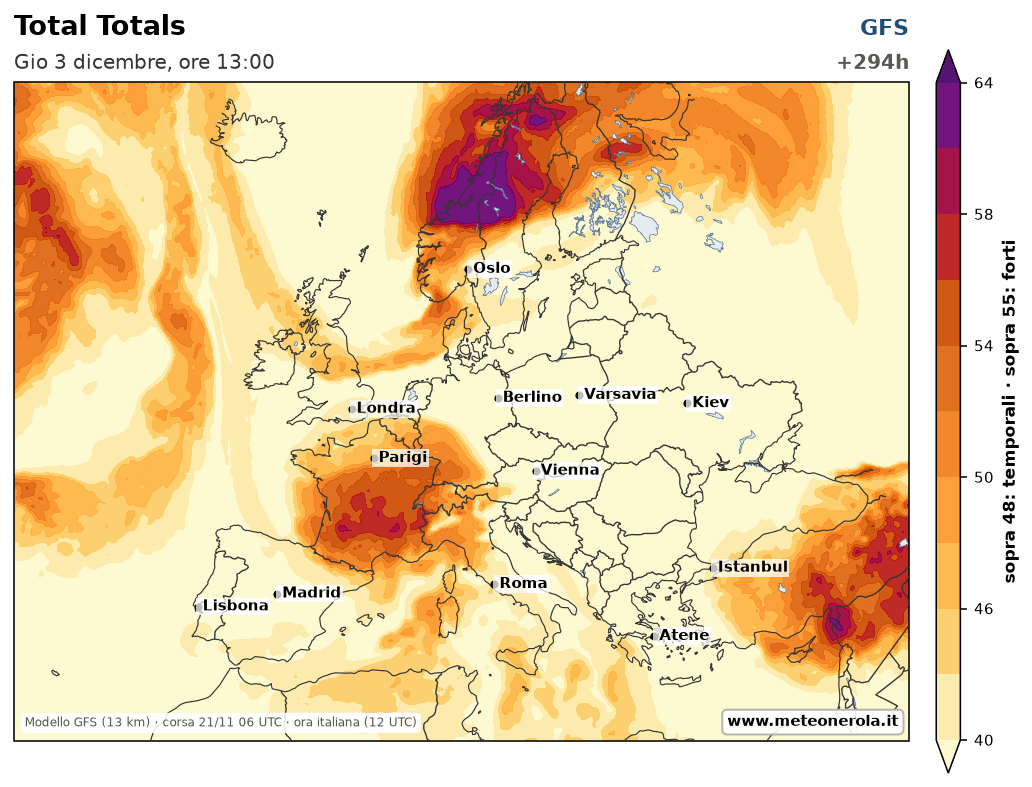 Total Totals
GFS
Gio 3 dicembre, ore 13:00
+294h
64
58
54
50
46
40
sopra 48: temporali · sopra 55: forti
Oslo
Berlino
Varsavia
Kiev
Londra
Parigi
Vienna
Istanbul
Roma
Madrid
Lisbona
Atene
Modello GFS (13 km) · corsa 21/11 06 UTC · ora italiana (12 UTC)
www.meteonerola.it